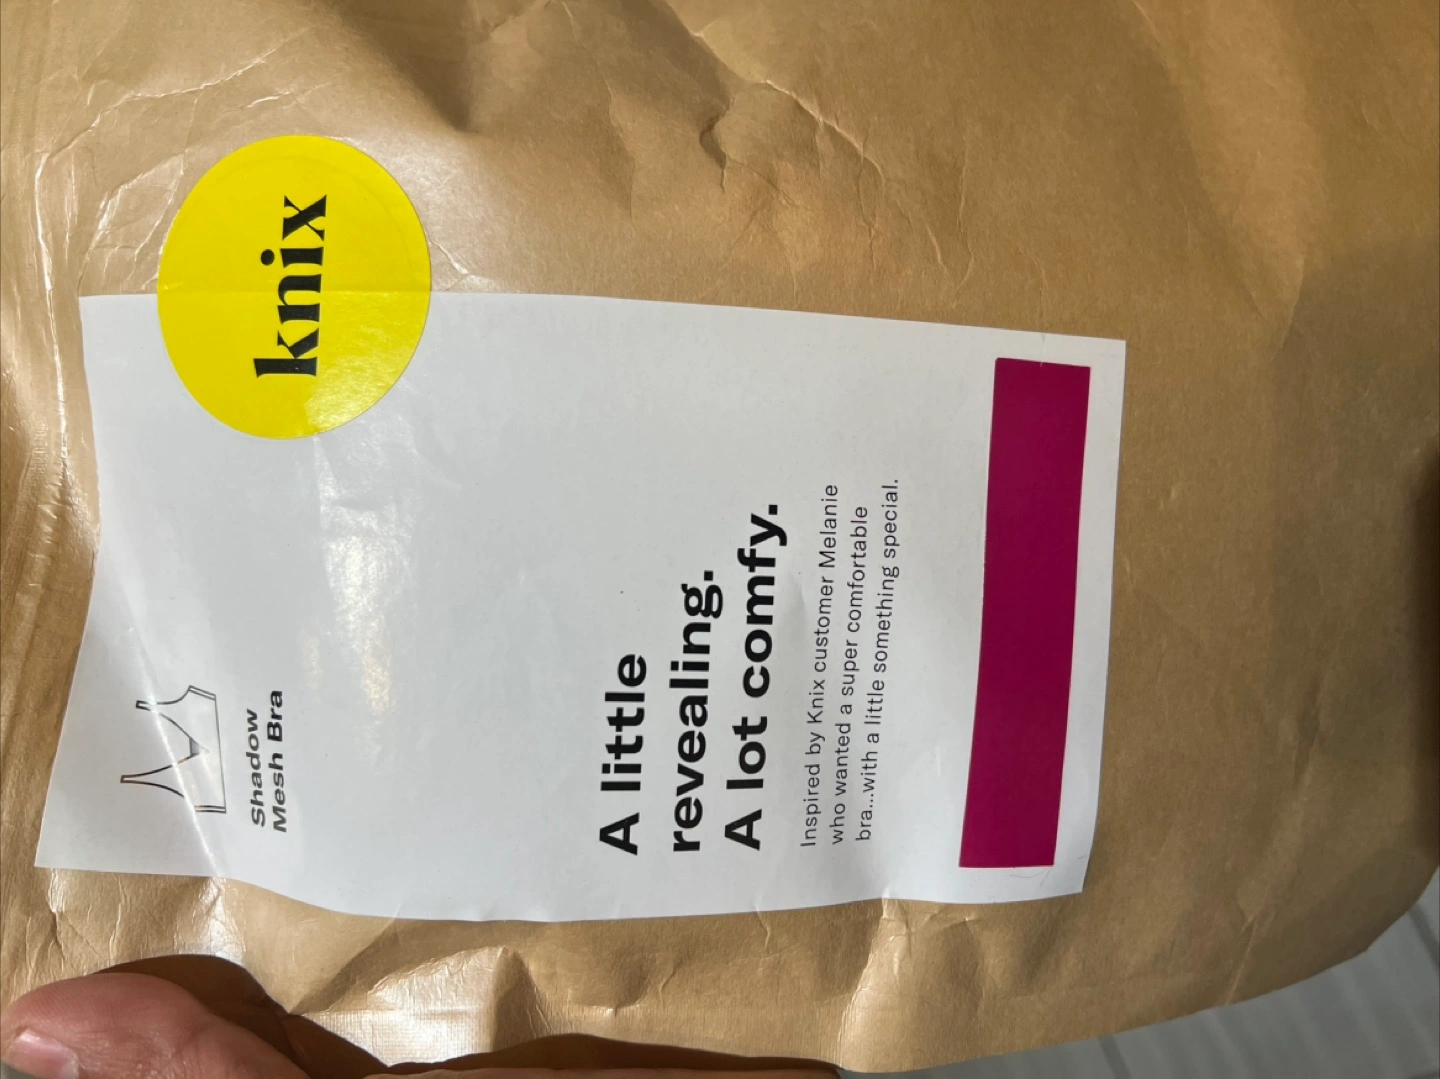 knix
Shadow
Mesh Bra
A little
revealing.
A lot comfy.
Inspired by Knix customer Melanie
who wanted a super comfortable
bra...with a little something special.